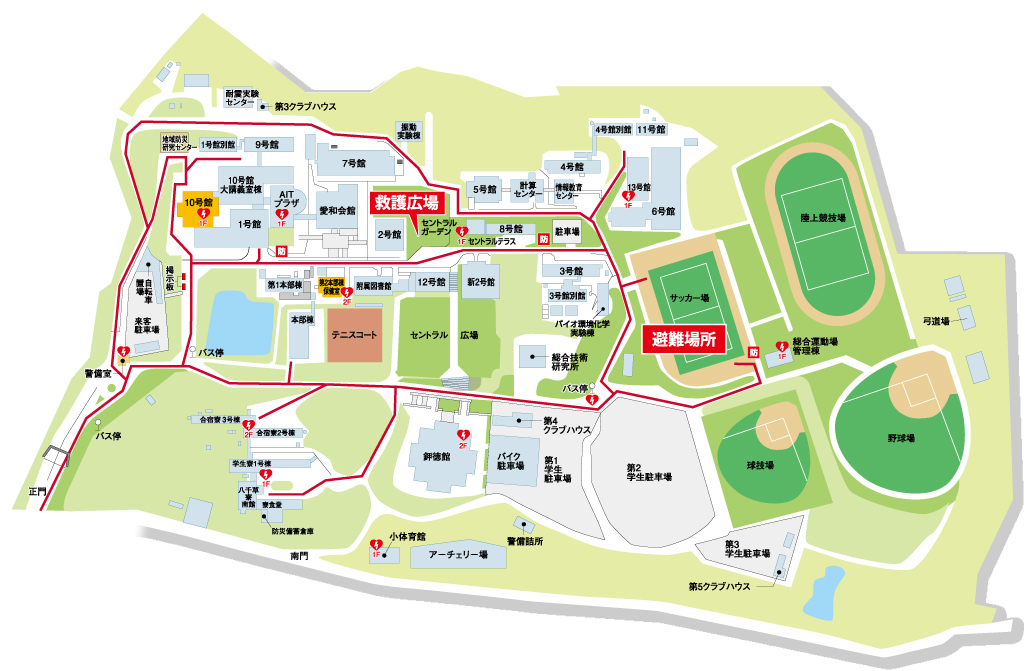 耐震実験
センター
第3クラブハウス
地域防災
研究センター
1号館別館
9号館
振動
実験棟
7号館
4号館別館
11号館
4号館
10号館
大講義室棟
AIT
プラザ
愛和会館
10号館
1F
1F
1号館
救護広場
2号館
セントラル
ガーデン
5号館
計算
センター
情報教育
センター
13号館
1F
6号館
8号館
1F
セントラルテラス
防
駐車場
防
陸上競技場
自転車
置場
掲示板
来客
駐車場
第1本部棟
第2本部棟
保健室
2F
附属図書館
12号館
新2号館
3号館
3号館別館
バイオ環境化学
実験棟
サッカー場
避難場所
防
1F
総合運動場
管理棟
弓道場
本部棟
テニスコート
セントラル
広場
バス停
警備室
総合技術
研究所
バス停
バス停
合宿寮 3号棟
2F
合宿寮2号棟
学生寮1号棟
1F
八千草
寮
南館
寮食堂
防災備蓄倉庫
鉀徳館
2F
第4
クラブハウス
バイク
駐車場
第1
学生
駐車場
第2
学生駐車場
球技場
野球場
正門
南門
1F
小体育館
アーチェリー場
警備詰所
第3
学生駐車場
第5クラブハウス